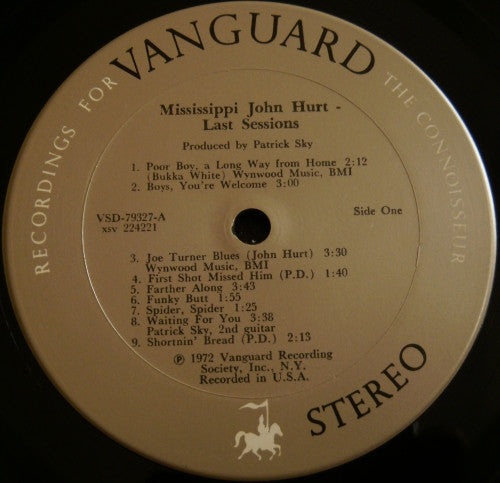 RECORDINGS FOR VANGUARD THE CONNOISSEUR
Mississippi John Hurt -
Last Sessions
Produced by Patrick Sky
1. Poor Boy, a Long Way from Home 2:12
(Bukka White) Wynwood Music, BMI
2. Boys, You're Welcome 3:00
VSD-79327-A
xsv 224221
Side One
3. Joe Turner Blues (John Hurt) 3:30
Wynwood Music, BMI
4. First Shot Missed Him (P.D.) 1:40
5. Farther Along 3:43
6. Funky Butt 1:55
7. Spider, Spider 1:25
8. Waiting For You 3:38
Patrick Sky, 2nd guitar
9. Shortnin' Bread (P.D.) 2:13
℗ 1972 Vanguard Recording
Society, Inc., N.Y.
Recorded in U.S.A.
STEREO